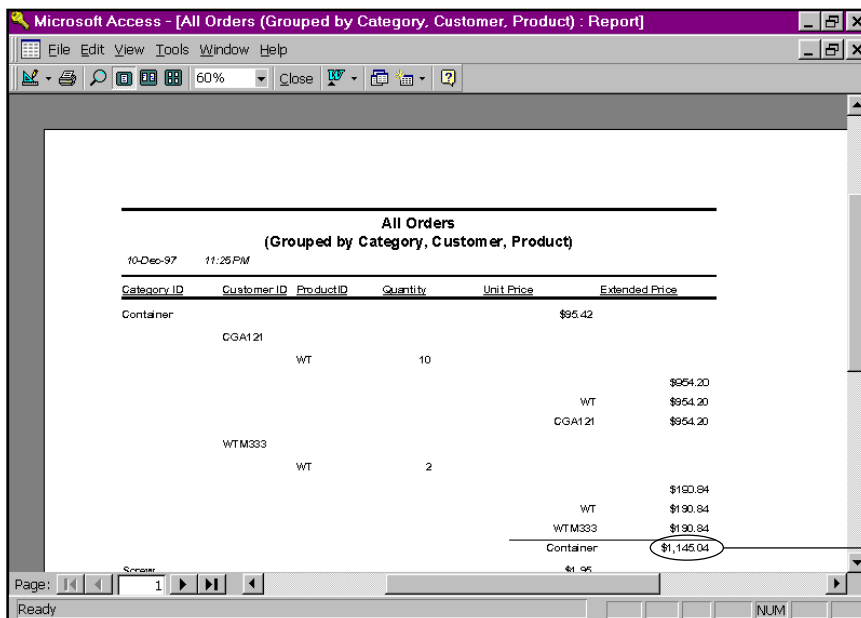 Microsoft Access - [All Orders (Grouped by Category, Customer, Product) : Report]
File Edit View Tools Window Help
60% Close
All Orders
(Grouped by Category, Customer, Product)
10-Dec-97 11:25 PM
Category ID Customer ID ProductID Quantity Unit Price Extended Price
Container $95.42
CGA121
WT 10
$954.20
WT $954.20
CGA121 $954.20
WTM333
WT 2
$190.84
WT $190.84
WTM333 $190.84
Container $1,145.04
Screw $1.95
Page: 1
Ready NUM